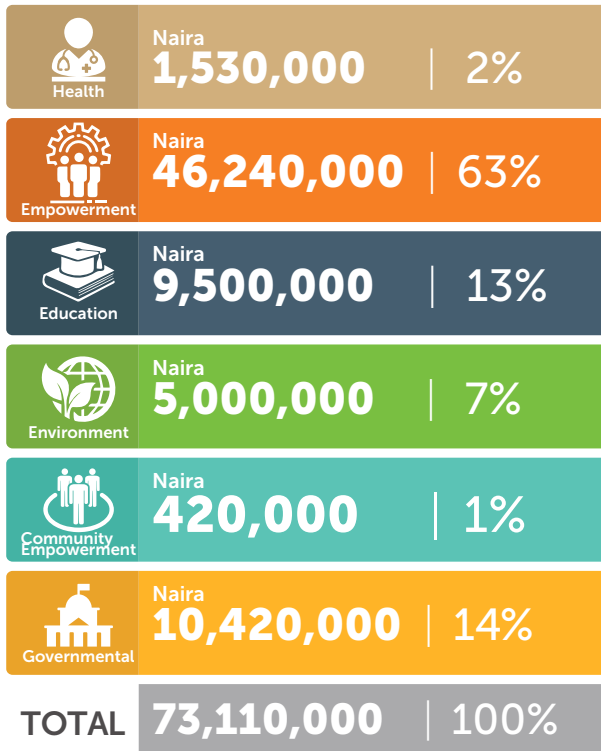 Health
Naira
1,530,000 | 2%
Empowerment
Naira
46,240,000 | 63%
Education
Naira
9,500,000 | 13%
Environment
Naira
5,000,000 | 7%
Community
Empowerment
Naira
420,000 | 1%
Governmental
Naira
10,420,000 | 14%
TOTAL 73,110,000 | 100%